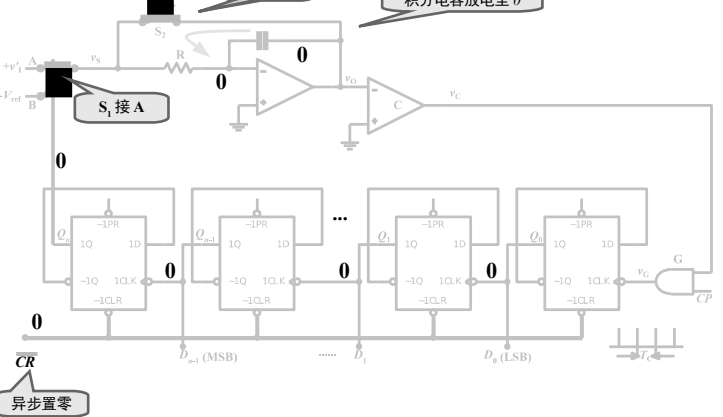 积分电容放电至 0
S₂
+v'I
A
vS
R
0
0
−
+
vO
−
+
C
vC
-Vref
B
S₁ 接 A
0
...
~1PR
~1PR
~1PR
~1PR
Qn
1Q
1D
Qn-1
1Q
1D
Q₁
1Q
1D
Q₀
1Q
1D
G
~1Q
1CLK
0
~1Q
1CLK
0
~1Q
1CLK
0
~1Q
1CLK
vG
CP
~1CLR
~1CLR
~1CLR
~1CLR
0
CR
Dn-1 (MSB)
......
D₁
D₀ (LSB)
异步置零